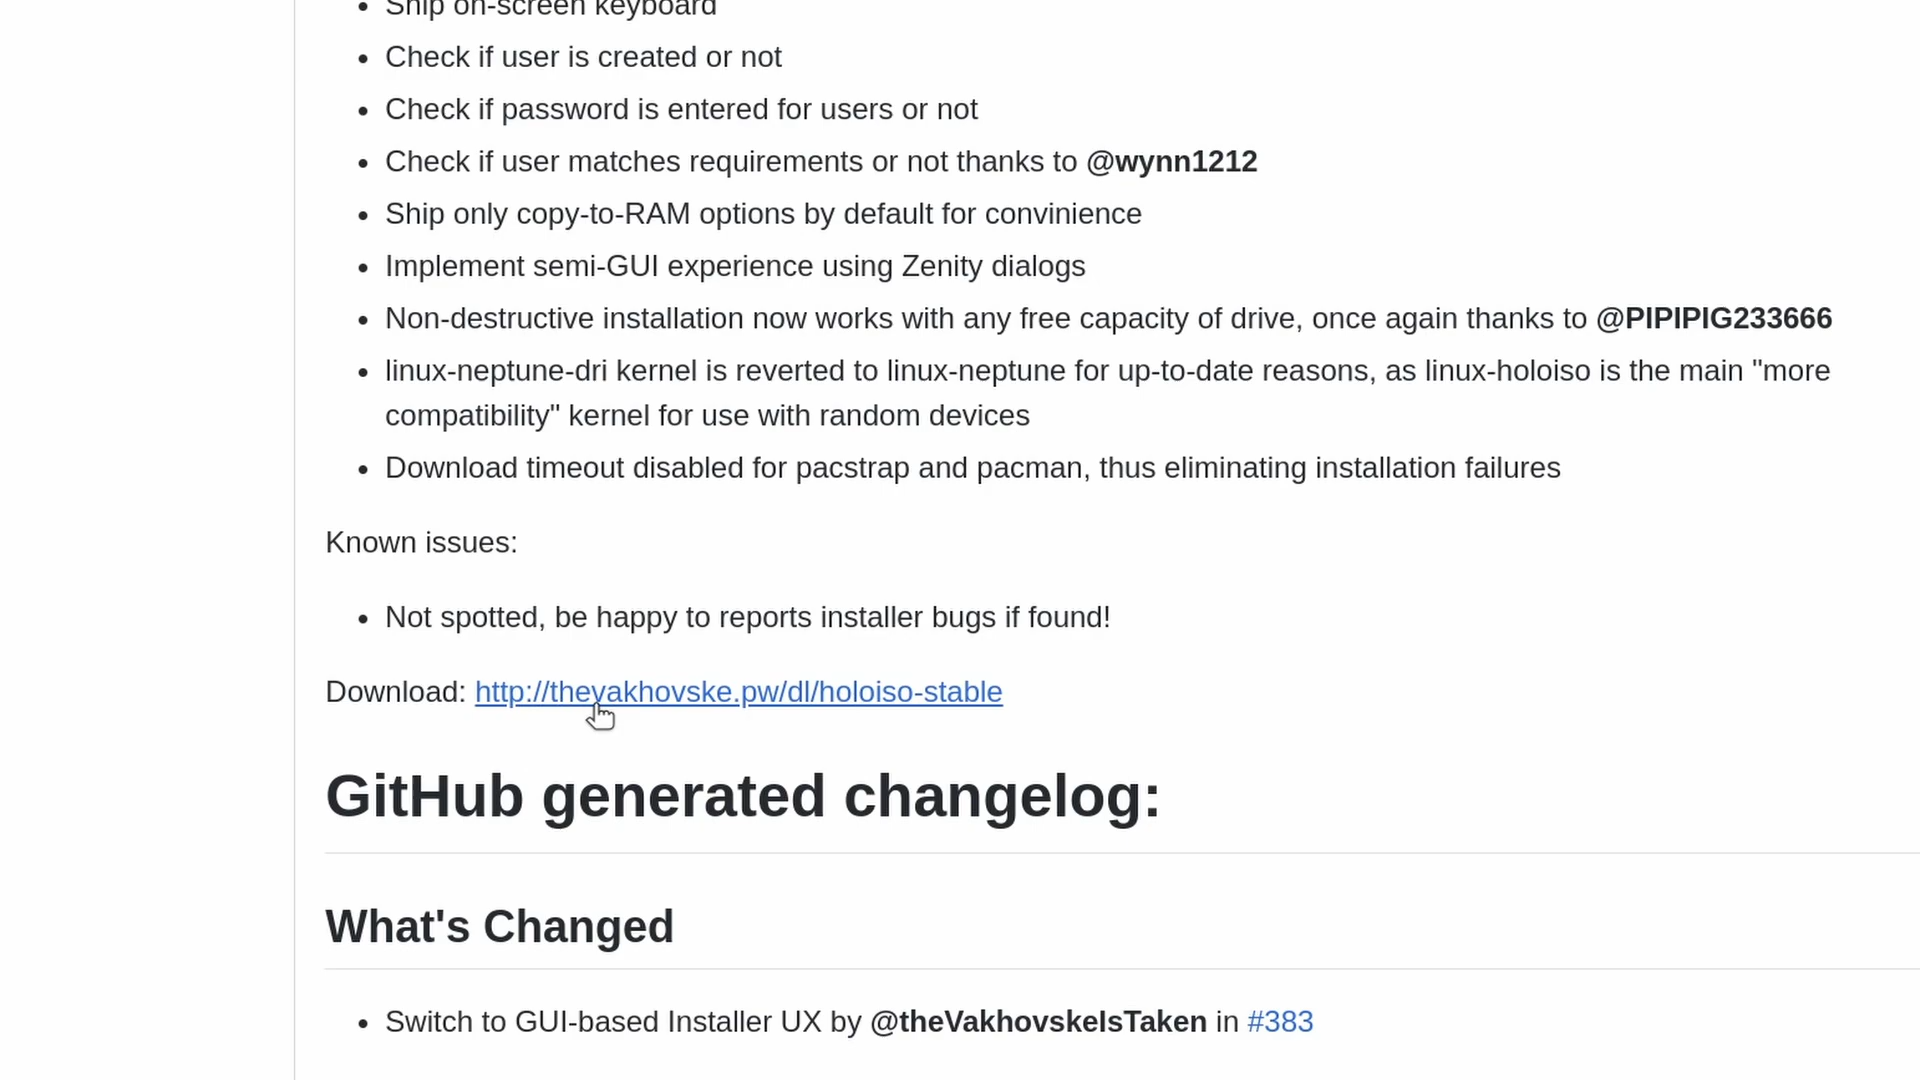 Ship on-screen keyboard
Check if user is created or not
Check if password is entered for users or not
Check if user matches requirements or not thanks to @wynn1212
Ship only copy-to-RAM options by default for convinience
Implement semi-GUI experience using Zenity dialogs
Non-destructive installation now works with any free capacity of drive, once again thanks to @PIPIPIG233666
linux-neptune-dri kernel is reverted to linux-neptune for up-to-date reasons, as linux-holoiso is the main "more
compatibility" kernel for use with random devices
Download timeout disabled for pacstrap and pacman, thus eliminating installation failures
Known issues:
Not spotted, be happy to reports installer bugs if found!
Download: http://thevakhovske.pw/dl/holoiso-stable
GitHub generated changelog:
What's Changed
Switch to GUI-based Installer UX by @theVakhovskeIsTaken in #383